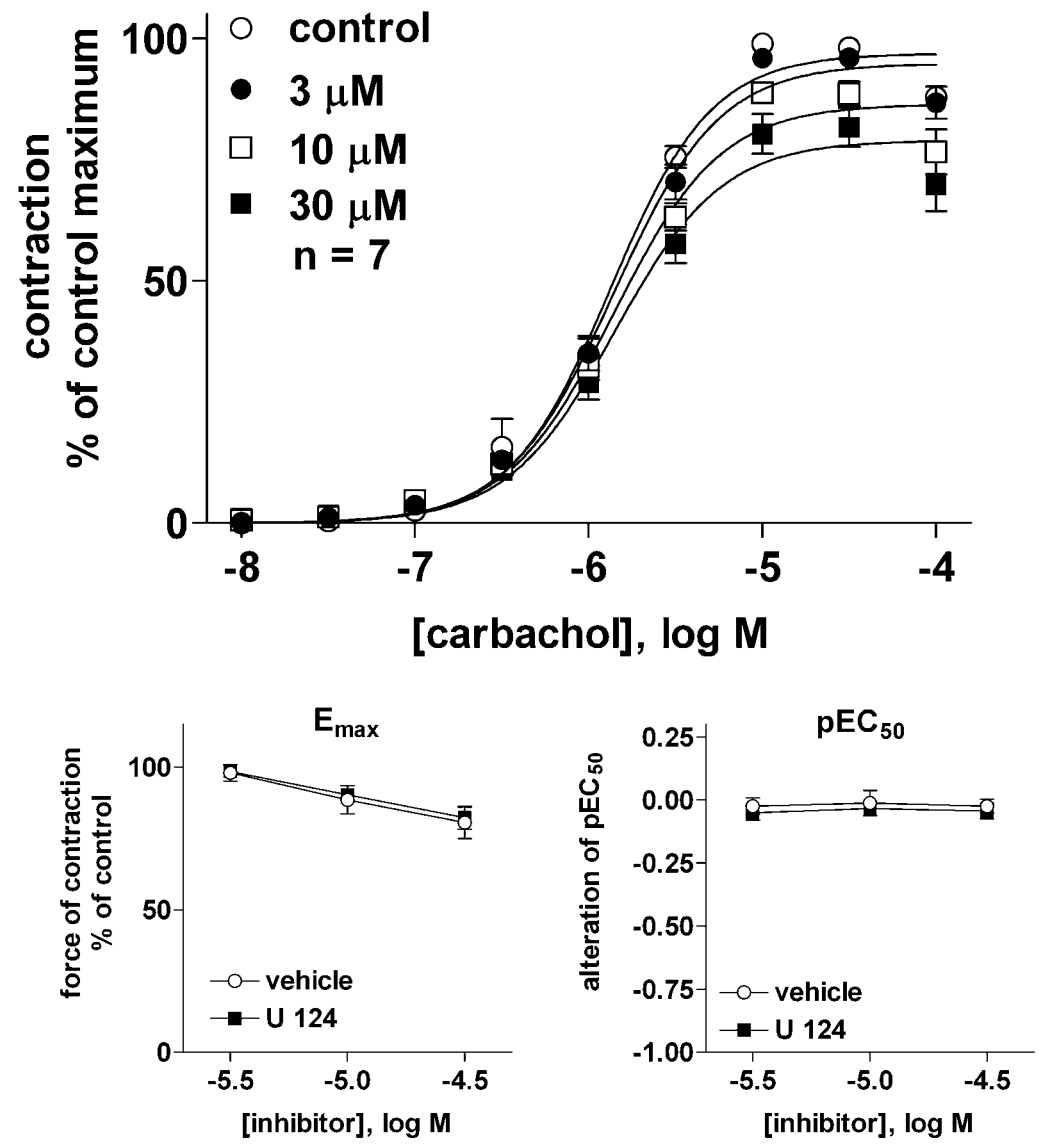 control
3 μM
10 μM
30 μM
n = 7
contraction
% of control maximum
100
50
0
-8
-7
-6
-5
-4
[carbachol], log M
Emax
force of contraction
% of control
100
50
0
vehicle
U 124
-5.5
-5.0
-4.5
[inhibitor], log M
pEC50
alteration of pEC50
0.25
0.00
-0.25
-0.50
-0.75
-1.00
vehicle
U 124
-5.5
-5.0
-4.5
[inhibitor], log M